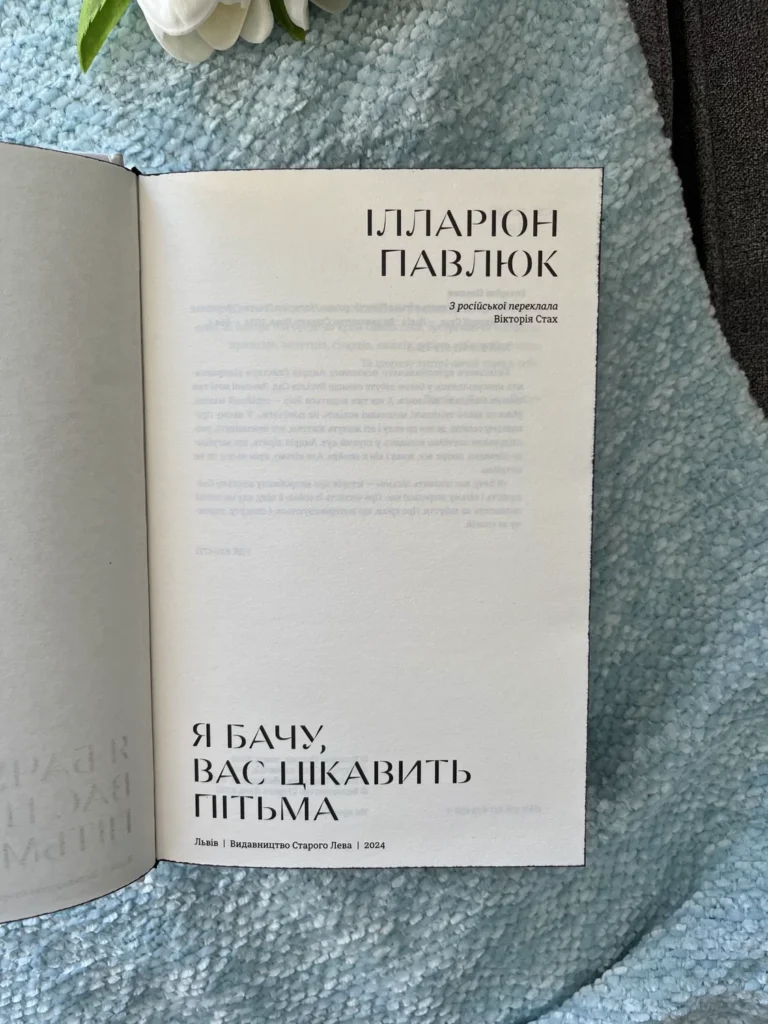 ІЛЛАРІОН
ПАВЛЮК
З російської переклала
Вікторія Стах
Я БАЧУ,
ВАС ЦІКАВИТЬ
ПІТЬМА
Львів | Видавництво Старого Лева | 2024